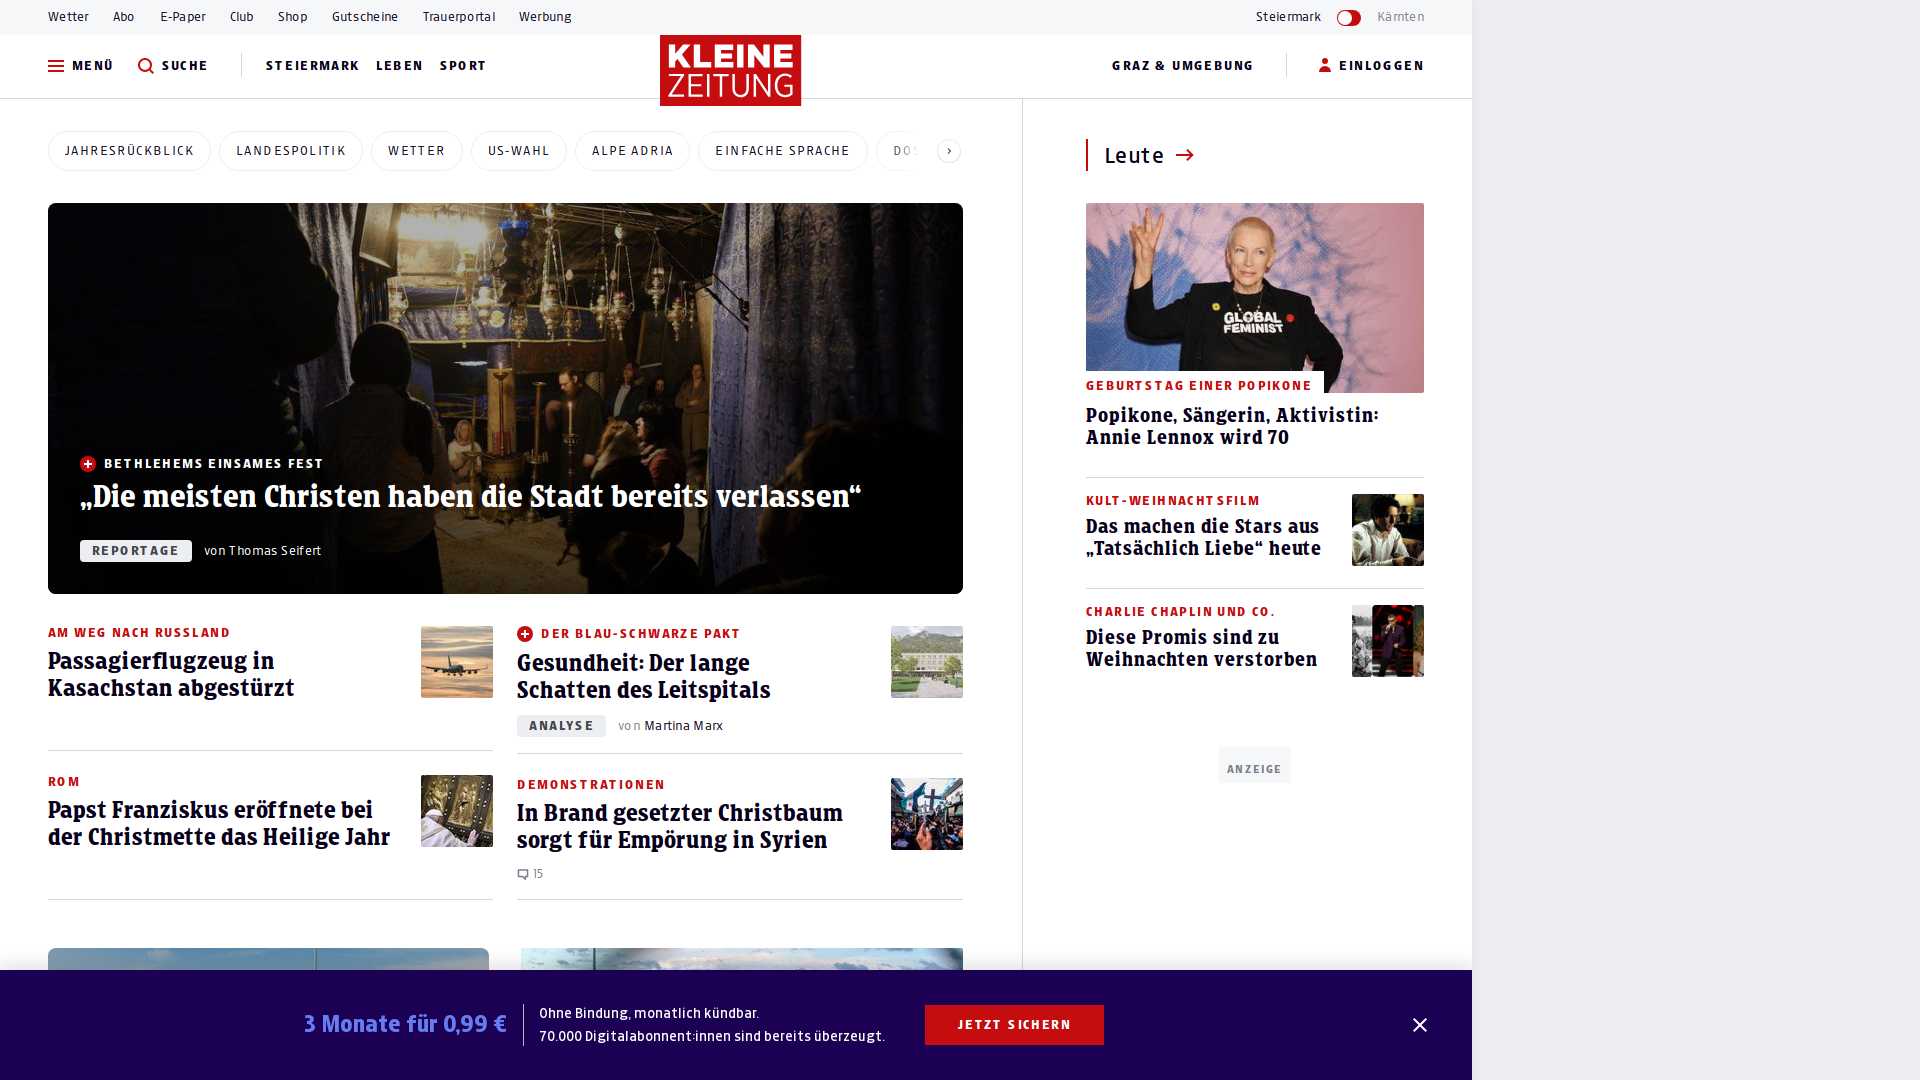 Wetter Abo E-Paper Club Shop Gutscheine Trauerportal Werbung
Steiermark Kärnten
MENÜ SUCHE STEIERMARK LEBEN SPORT
KLEINE
ZEITUNG
GRAZ & UMGEBUNG EINLOGGEN
JAHRESRÜCKBLICK LANDESPOLITIK WETTER US-WAHL ALPE ADRIA EINFACHE SPRACHE
BETHLEHEMS EINSAMES FEST
„Die meisten Christen haben die Stadt bereits verlassen“
REPORTAGE von Thomas Seifert
AM WEG NACH RUSSLAND
Passagierflugzeug in
Kasachstan abgestürzt
DER BLAU-SCHWARZE PAKT
Gesundheit: Der lange
Schatten des Leitspitals
ANALYSE von Martina Marx
ROM
Papst Franziskus eröffnete bei
der Christmette das Heilige Jahr
DEMONSTRATIONEN
In Brand gesetzter Christbaum
sorgt für Empörung in Syrien
15
Leute
GLOBAL
FEMINIST
GEBURTSTAG EINER POPIKONE
Popikone, Sängerin, Aktivistin:
Annie Lennox wird 70
KULT-WEIHNACHTSFILM
Das machen die Stars aus
„Tatsächlich Liebe“ heute
CHARLIE CHAPLIN UND CO.
Diese Promis sind zu
Weihnachten verstorben
ANZEIGE
3 Monate für 0,99 €
Ohne Bindung, monatlich kündbar.
70.000 Digitalabonnent:innen sind bereits überzeugt.
JETZT SICHERN